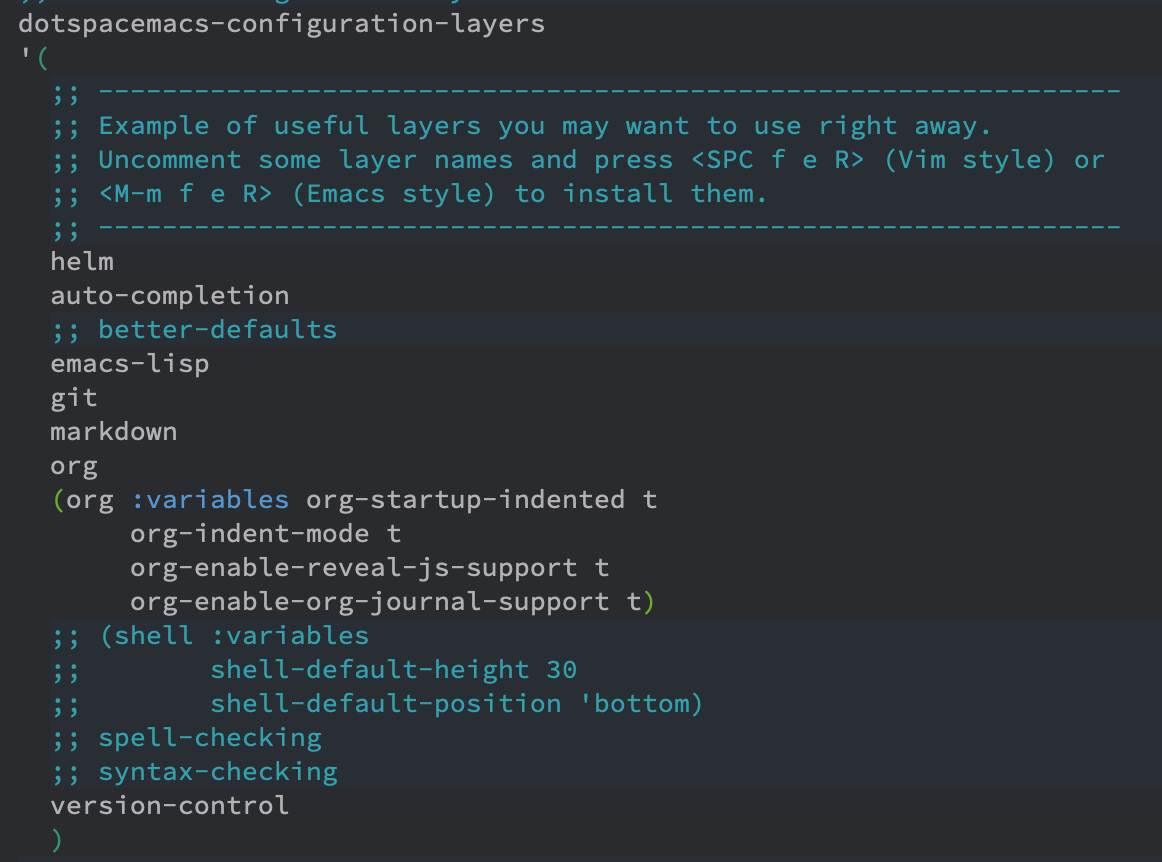 dotspacemacs-configuration-layers
'(
;; ----------------------------------------------------------------
;; Example of useful layers you may want to use right away.
;; Uncomment some layer names and press <SPC f e R> (Vim style) or
;; <M-m f e R> (Emacs style) to install them.
;; ----------------------------------------------------------------
helm
auto-completion
;; better-defaults
emacs-lisp
git
markdown
org
(org :variables org-startup-indented t
org-indent-mode t
org-enable-reveal-js-support t
org-enable-org-journal-support t)
;; (shell :variables
;; shell-default-height 30
;; shell-default-position 'bottom)
;; spell-checking
;; syntax-checking
version-control
)